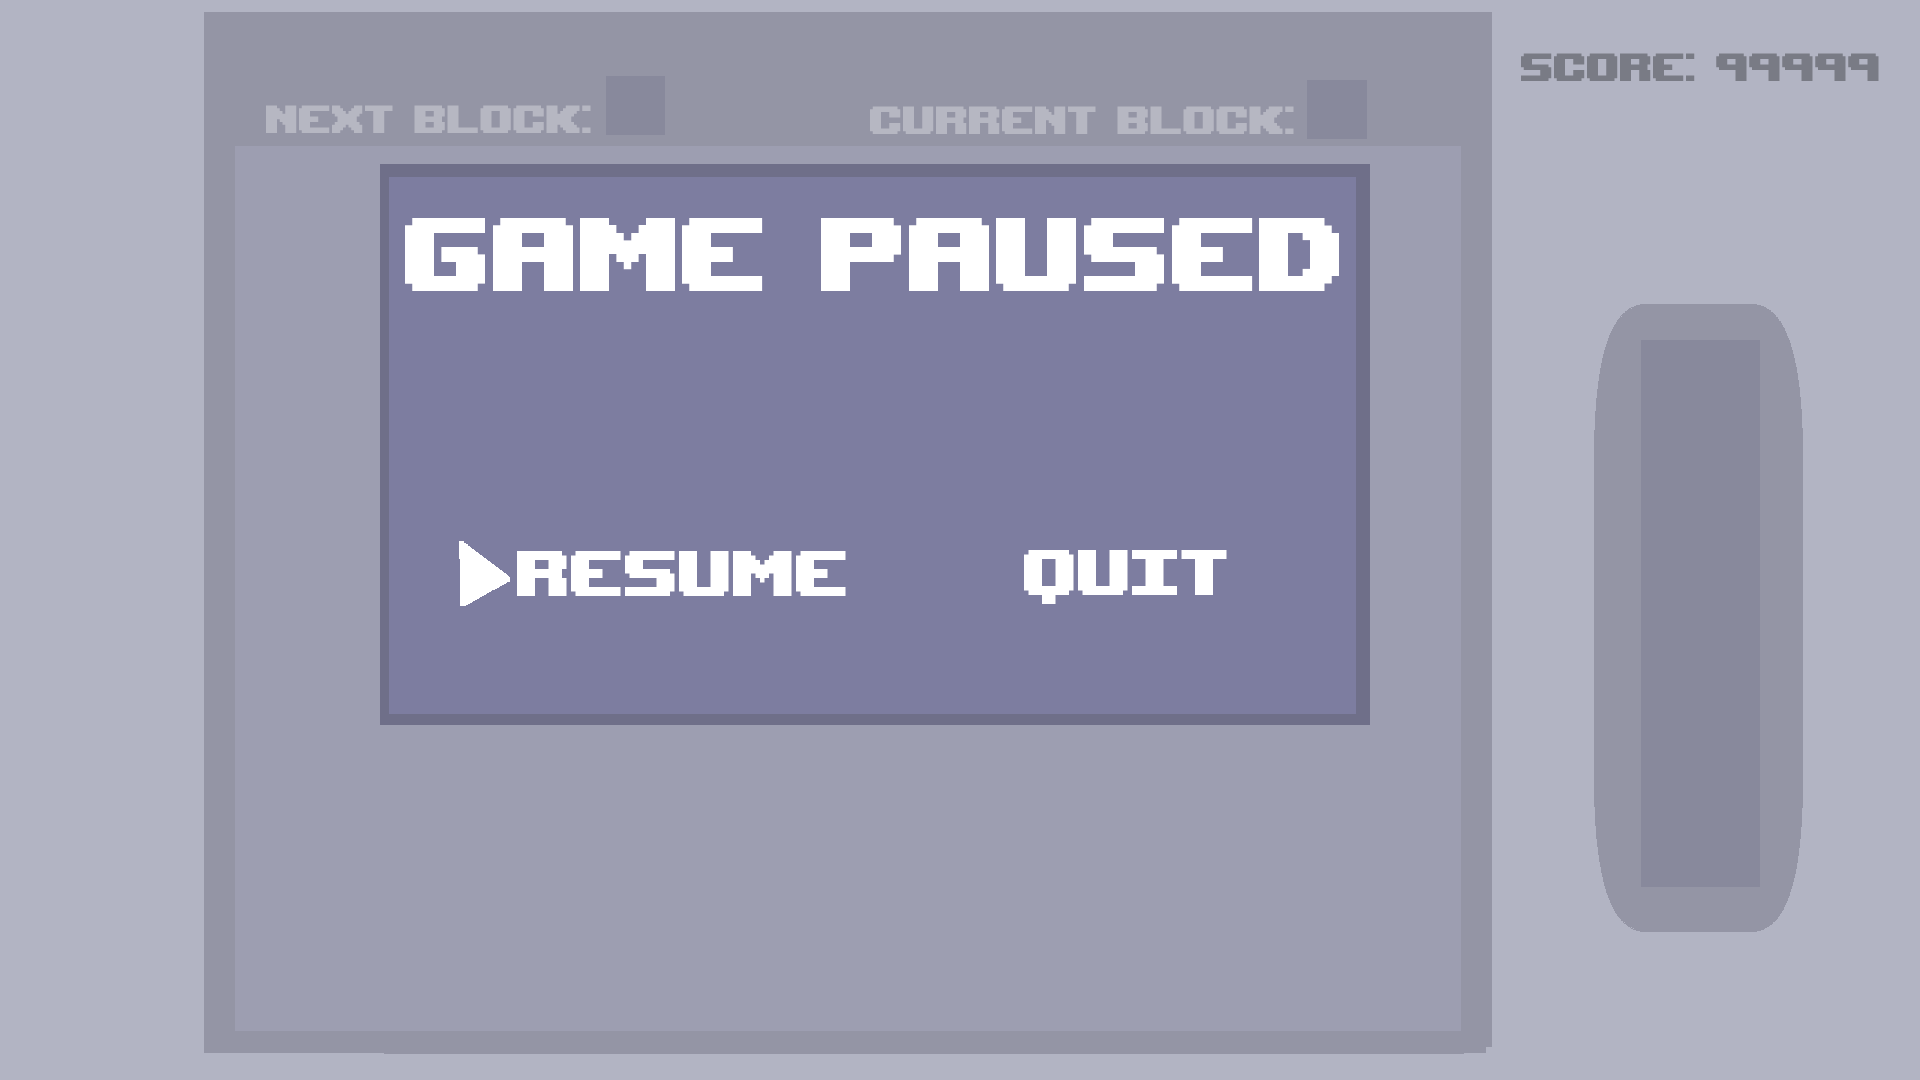 SCORE: 99999
NEXT BLOCK:
CURRENT BLOCK:
GAME PAUSED
RESUME
QUIT